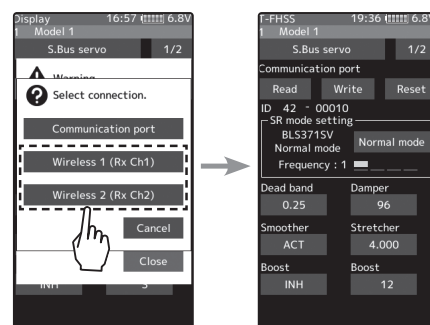 Display 16:57 6.8V
1 Model 1
S.Bus servo 1/2
Warning
Select connection.
Communication port
Wireless 1 (Rx Ch1)
Wireless 2 (Rx Ch2)
Cancel
Close
INH 3
T-FHSS 19:36 6.8V
1 Model 1
S.Bus servo 1/2
Communication port
Read Write Reset
ID 42 - 00010
SR mode setting
BLS371SV
Normal mode
Normal mode
Frequency : 1
Dead band Damper
0.25 96
Smoother Stretcher
ACT 4.000
Boost Boost
INH 12